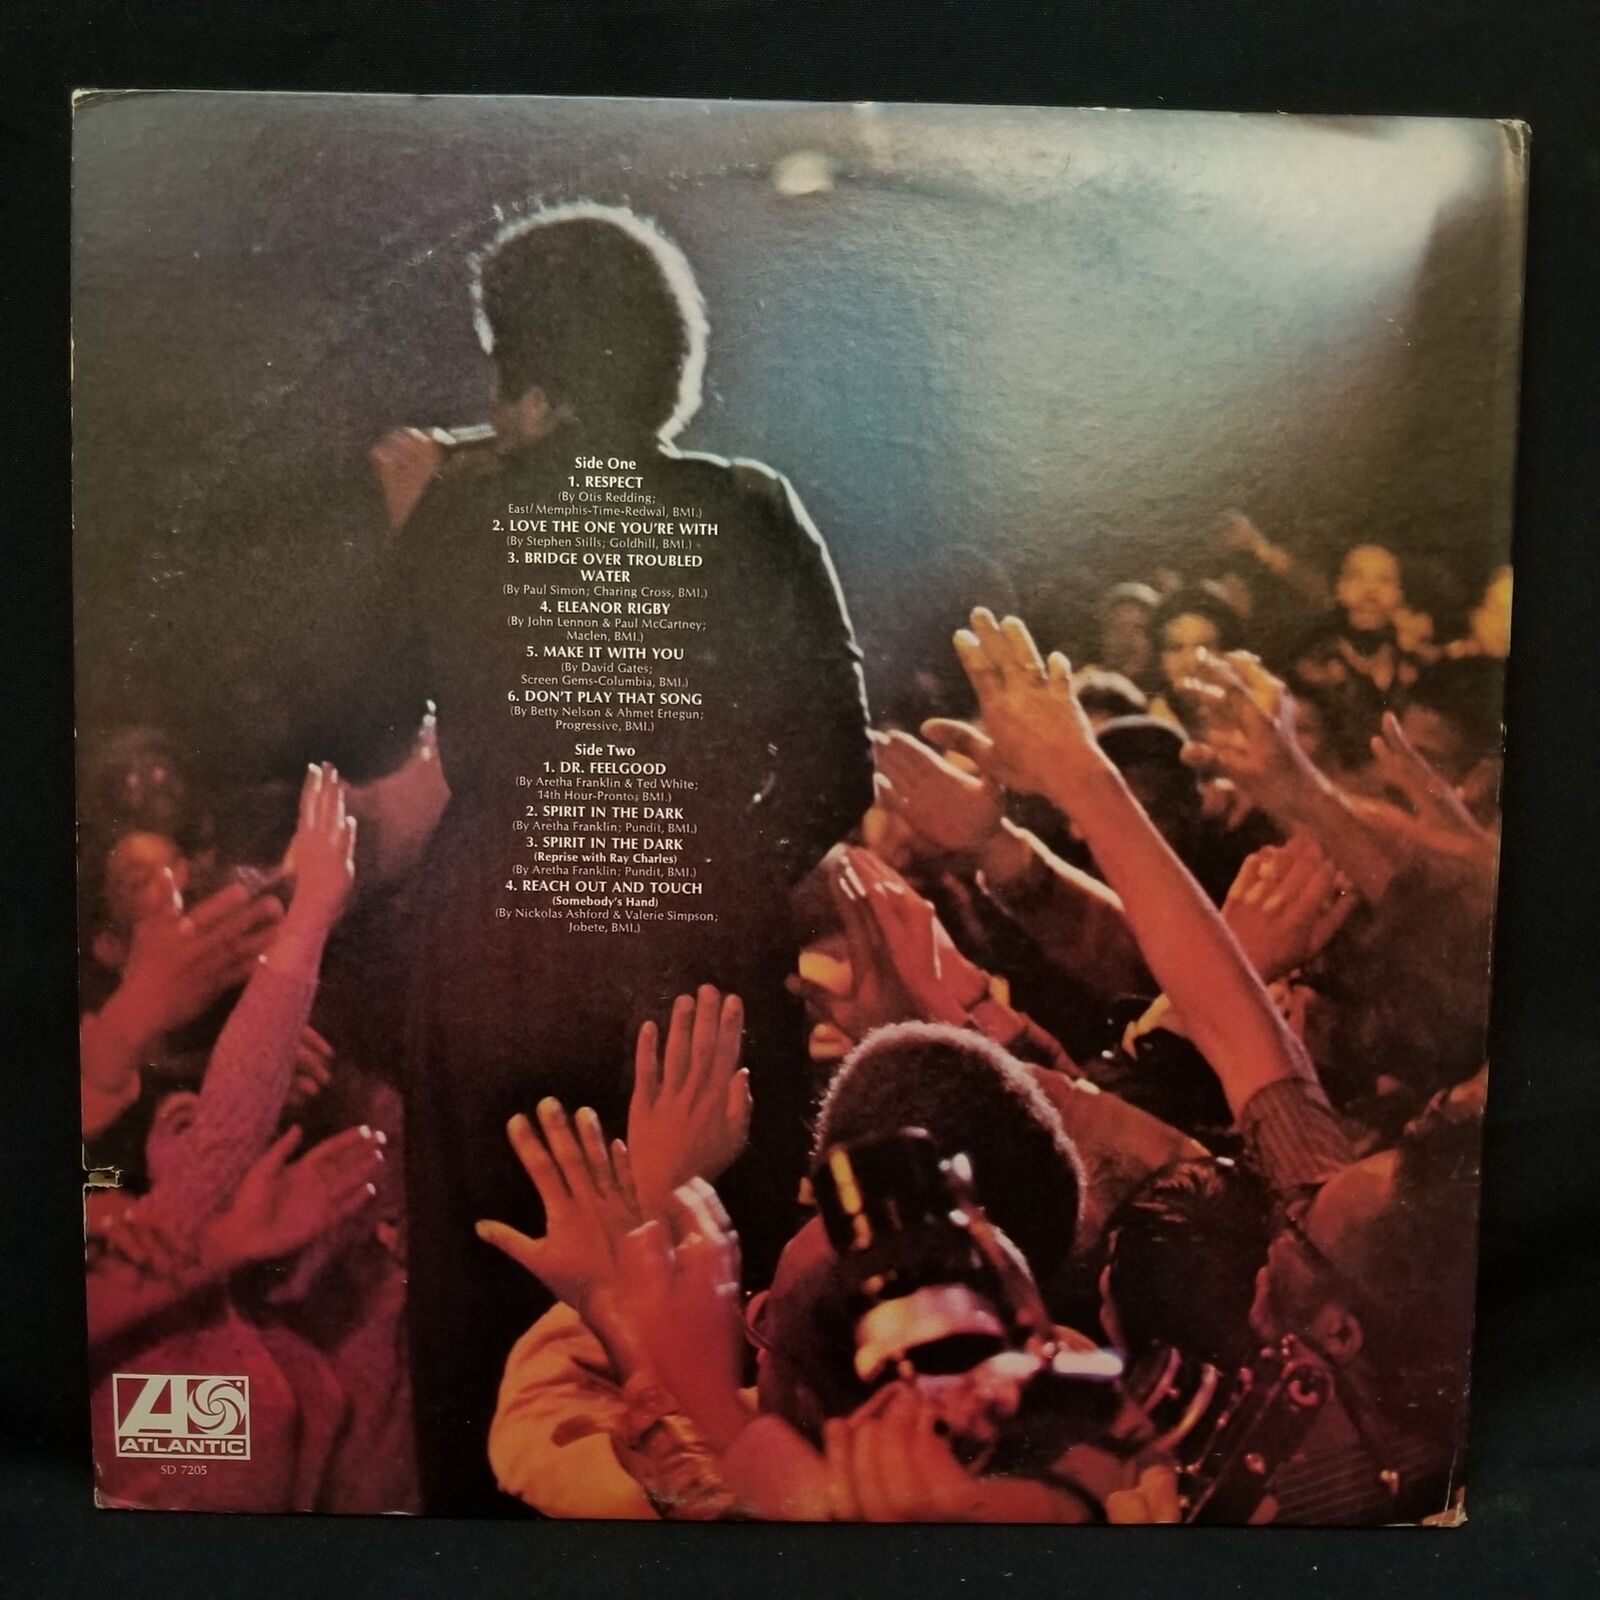 Side One
1. RESPECT
(By Otis Redding;
East/Memphis-Time-Redwal, BMI.)
2. LOVE THE ONE YOU'RE WITH
(By Stephen Stills; Goldhill, BMI.)
3. BRIDGE OVER TROUBLED
WATER
(By Paul Simon; Charing Cross, BMI.)
4. ELEANOR RIGBY
(By John Lennon & Paul McCartney;
Maclen, BMI.)
5. MAKE IT WITH YOU
(By David Gates;
Screen Gems-Columbia, BMI.)
6. DON'T PLAY THAT SONG
(By Betty Nelson & Ahmet Ertegun;
Progressive, BMI.)
Side Two
1. DR. FEELGOOD
(By Aretha Franklin & Ted White;
14th Hour-Pronto; BMI.)
2. SPIRIT IN THE DARK
(By Aretha Franklin; Pundit, BMI.)
3. SPIRIT IN THE DARK
(Reprise with Ray Charles)
(By Aretha Franklin; Pundit, BMI.)
4. REACH OUT AND TOUCH
(Somebody's Hand)
(By Nickolas Ashford & Valerie Simpson;
Jobete, BMI.)
ATLANTIC
SD 7205